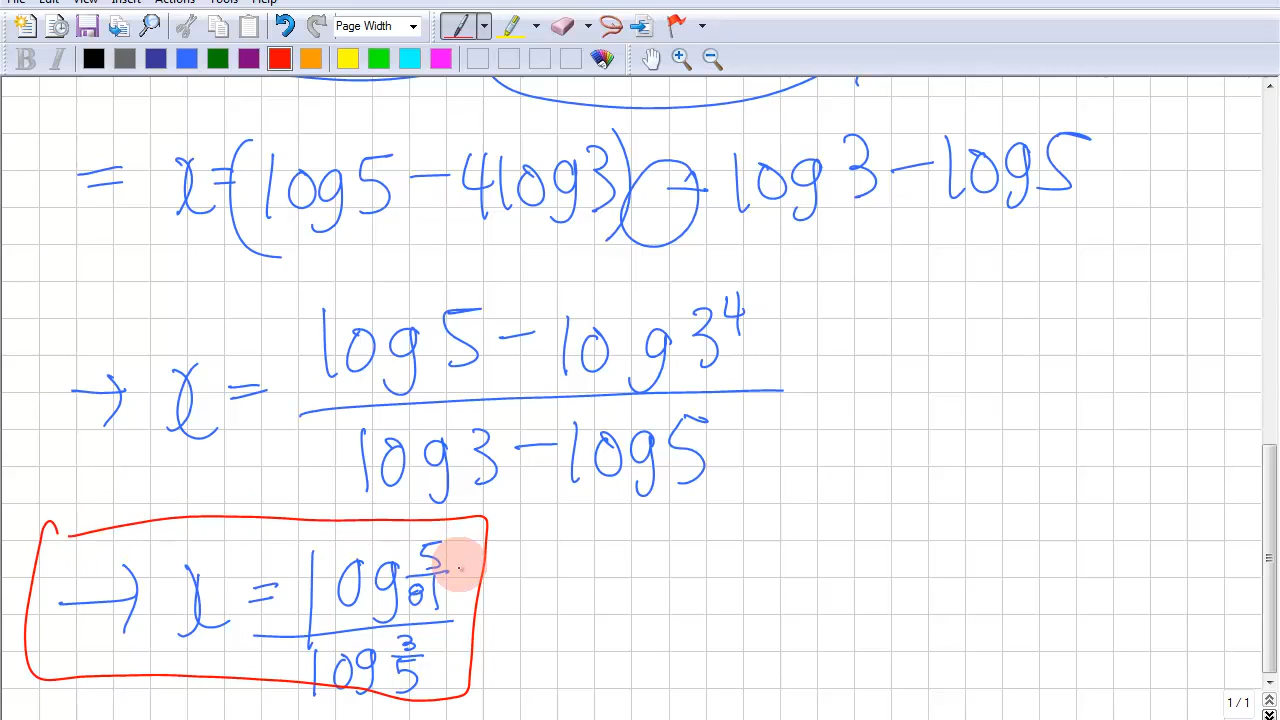 File Edit View Insert Actions Tools Help
Page Width
B I
= x = (log5 - 4log3) ÷ log3 - log5
→ x = log5 - log3⁴
log3 - log5
→ x = log 5/81
log 3/5
1 / 1